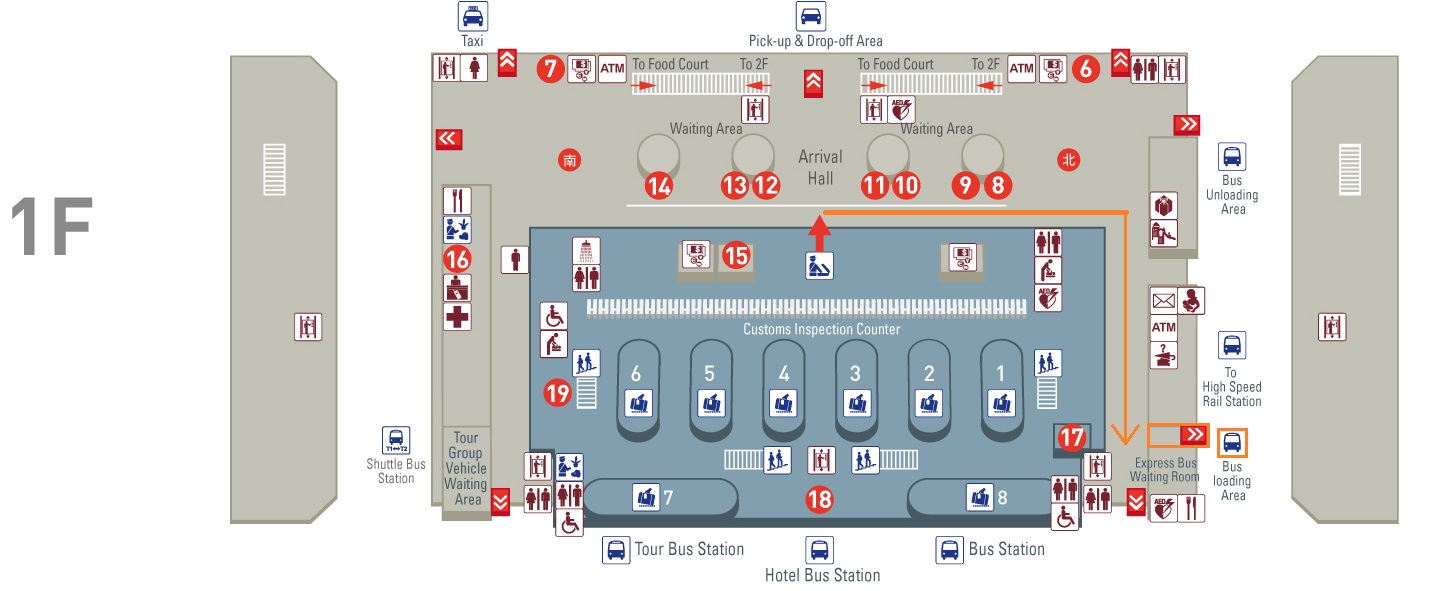 Taxi
Pick-up & Drop-off Area
7
ATM
To Food Court
To 2F
To Food Court
To 2F
ATM
6
AED
Waiting Area
Waiting Area
南
Arrival
Hall
北
14
13
12
11
10
9
8
Bus
Unloading
Area
1F
16
15
AED
Customs Inspection Counter
ATM
?
To
High Speed
Rail Station
6
5
4
3
2
1
19
17
T1↔T2
Shuttle Bus
Station
Tour
Group
Vehicle
Waiting
Area
Express Bus
Waiting Room
Bus
loading
Area
7
18
8
AED
Tour Bus Station
Hotel Bus Station
Bus Station